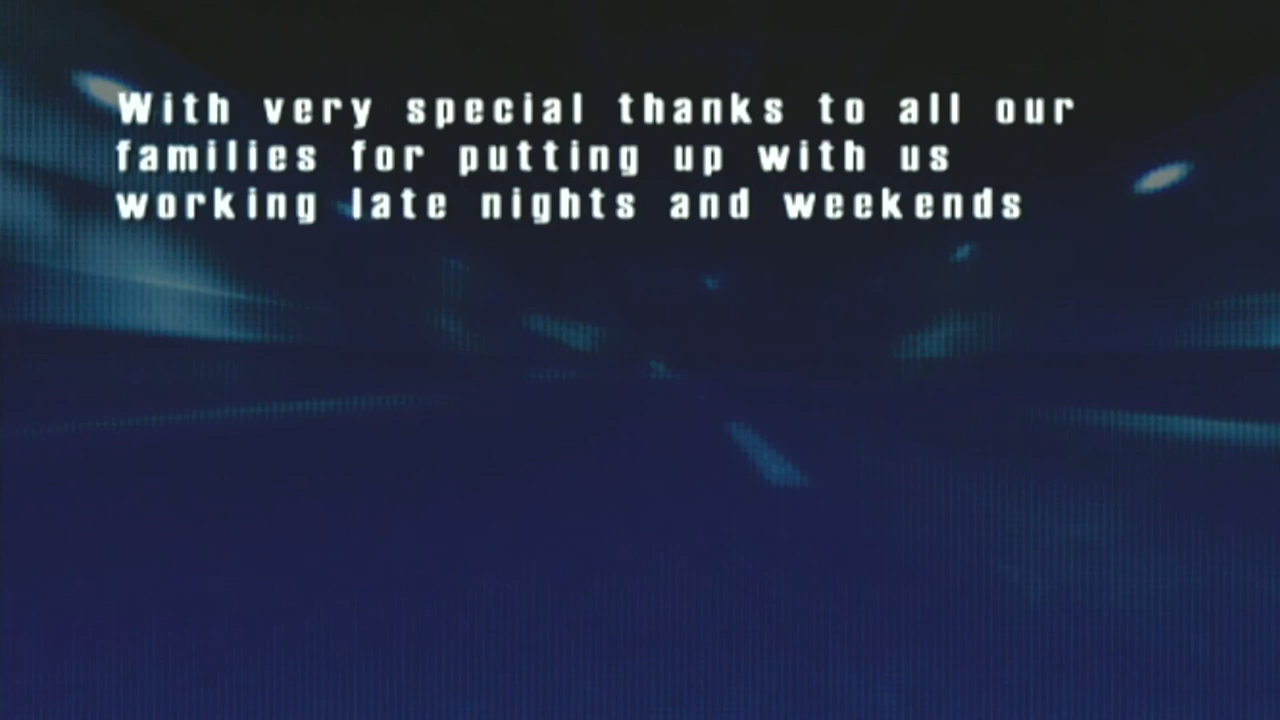 With very special thanks to all our
families for putting up with us
working late nights and weekends